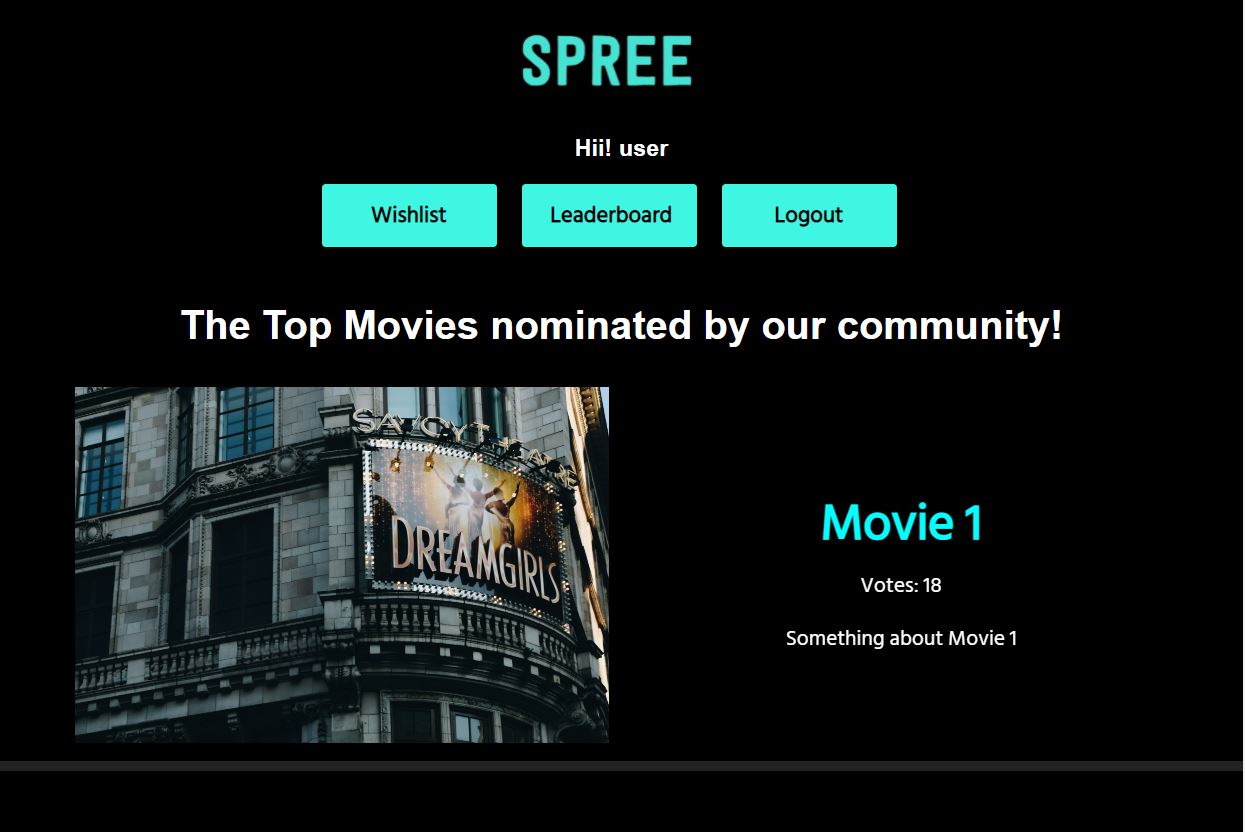 SPREE
Hii! user
Wishlist Leaderboard Logout
The Top Movies nominated by our community!
SAVOY THEATRE
DREAMGIRLS
Movie 1
Votes: 18
Something about Movie 1